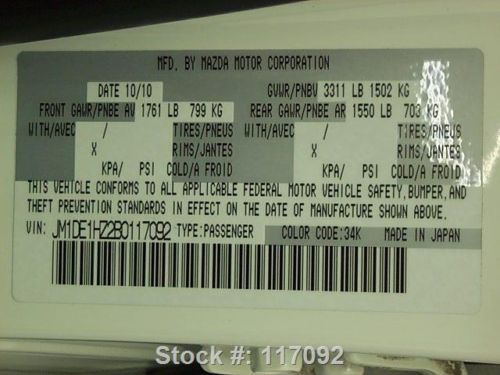 MFD. BY MAZDA MOTOR CORPORATION
DATE 10/10 GVWR/PNBV 3311 LB 1502 KG
FRONT GAWR/PNBE AV 1761 LB 799 KG REAR GAWR/PNBE AR 1550 LB 703 KG
WITH/AVEC / TIRES/PNEUS WITH/AVEC / TIRES/PNEUS
X RIMS/JANTES X RIMS/JANTES
KPA/ PSI COLD/A FROID KPA/ PSI COLD/A FROID
THIS VEHICLE CONFORMS TO ALL APPLICABLE FEDERAL MOTOR VEHICLE SAFETY, BUMPER, AND
THEFT PREVENTION STANDARDS IN EFFECT ON THE DATE OF MANUFACTURE SHOWN ABOVE.
VIN: JM1DE1HZ2B0117092 TYPE: PASSENGER COLOR CODE: 34K MADE IN JAPAN
Stock #: 117092